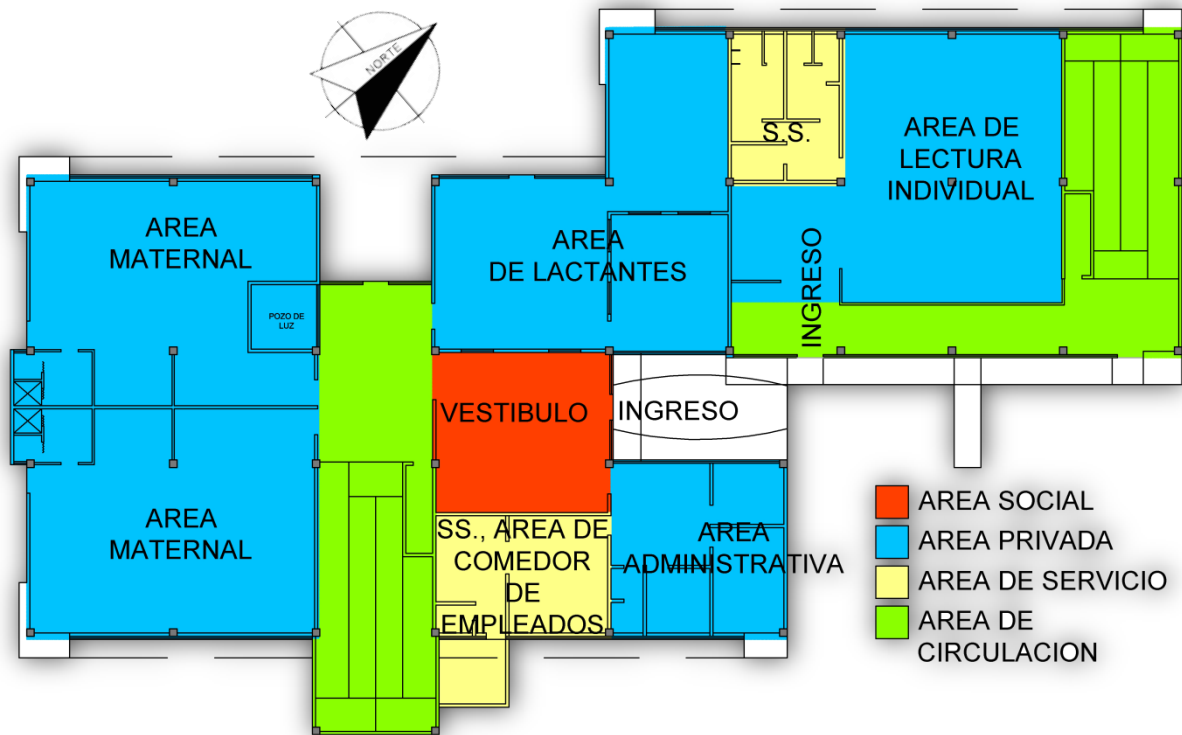 NORTE
S.S.
AREA DE
LECTURA
INDIVIDUAL
AREA
MATERNAL
AREA
DE LACTANTES
INGRESO
POZO DE
LUZ
VESTIBULO
INGRESO
AREA
MATERNAL
SS., AREA DE
COMEDOR
DE
EMPLEADOS
AREA
ADMINISTRATIVA
AREA SOCIAL
AREA PRIVADA
AREA DE SERVICIO
AREA DE
CIRCULACION